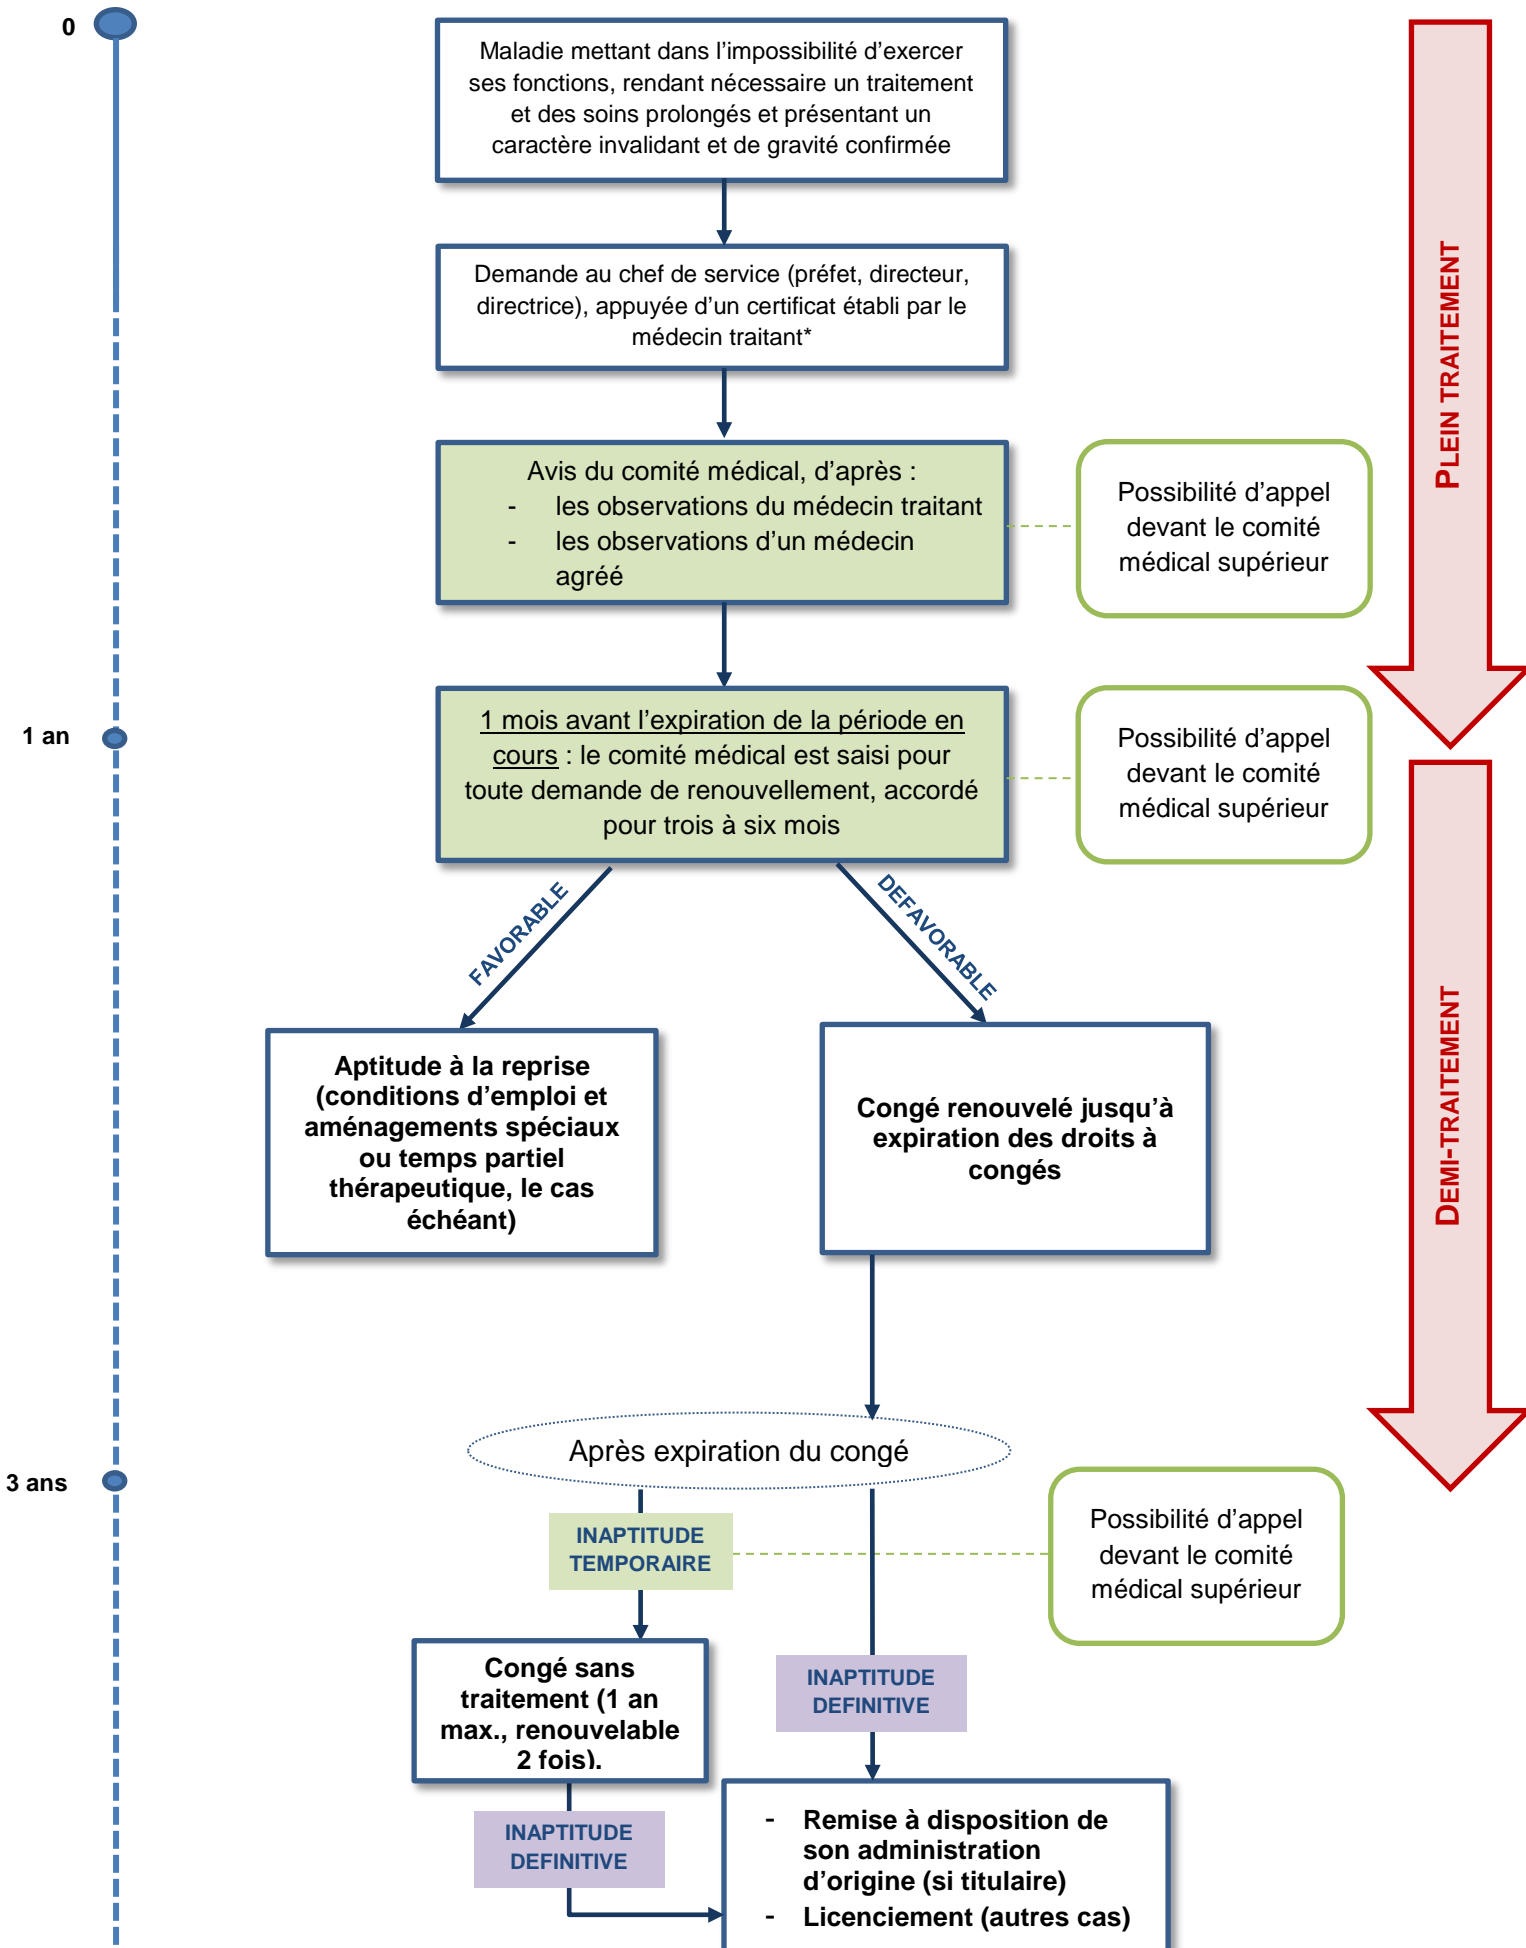 0
Maladie mettant dans l’impossibilité d’exercer
ses fonctions, rendant nécessaire un traitement
et des soins prolongés et présentant un
caractère invalidant et de gravité confirmée
Demande au chef de service (préfet, directeur,
directrice), appuyée d’un certificat établi par le
médecin traitant*
PLEIN TRAITEMENT
Avis du comité médical, d’après :
- les observations du médecin traitant
- les observations d’un médecin
agréé
Possibilité d’appel
devant le comité
médical supérieur
1 an
1 mois avant l’expiration de la période en
cours : le comité médical est saisi pour
toute demande de renouvellement, accordé
pour trois à six mois
Possibilité d’appel
devant le comité
médical supérieur
FAVORABLE
DEFAVORABLE
DEMI-TRAITEMENT
Aptitude à la reprise
(conditions d’emploi et
aménagements spéciaux
ou temps partiel
thérapeutique, le cas
échéant)
Congé renouvelé jusqu’à
expiration des droits à
congés
Après expiration du congé
3 ans
INAPTITUDE
TEMPORAIRE
Possibilité d’appel
devant le comité
médical supérieur
Congé sans
traitement (1 an
max., renouvelable
2 fois).
INAPTITUDE
DEFINITIVE
INAPTITUDE
DEFINITIVE
- Remise à disposition de
son administration
d’origine (si titulaire)
- Licenciement (autres cas)